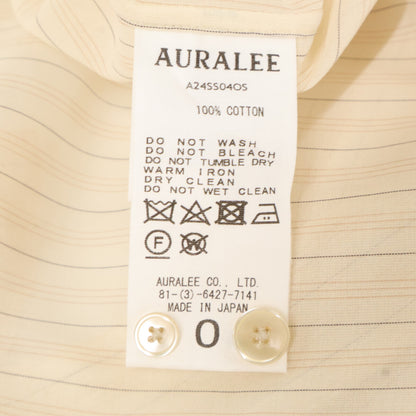 AURALEE
A24SS04OS
100% COTTON
DO NOT WASH
DO NOT BLEACH
DO NOT TUMBLE DRY
WARM IRON
DRY CLEAN
DO NOT WET CLEAN
F W
AURALEE CO., LTD.
81-(3)-6427-7141
MADE IN JAPAN
0